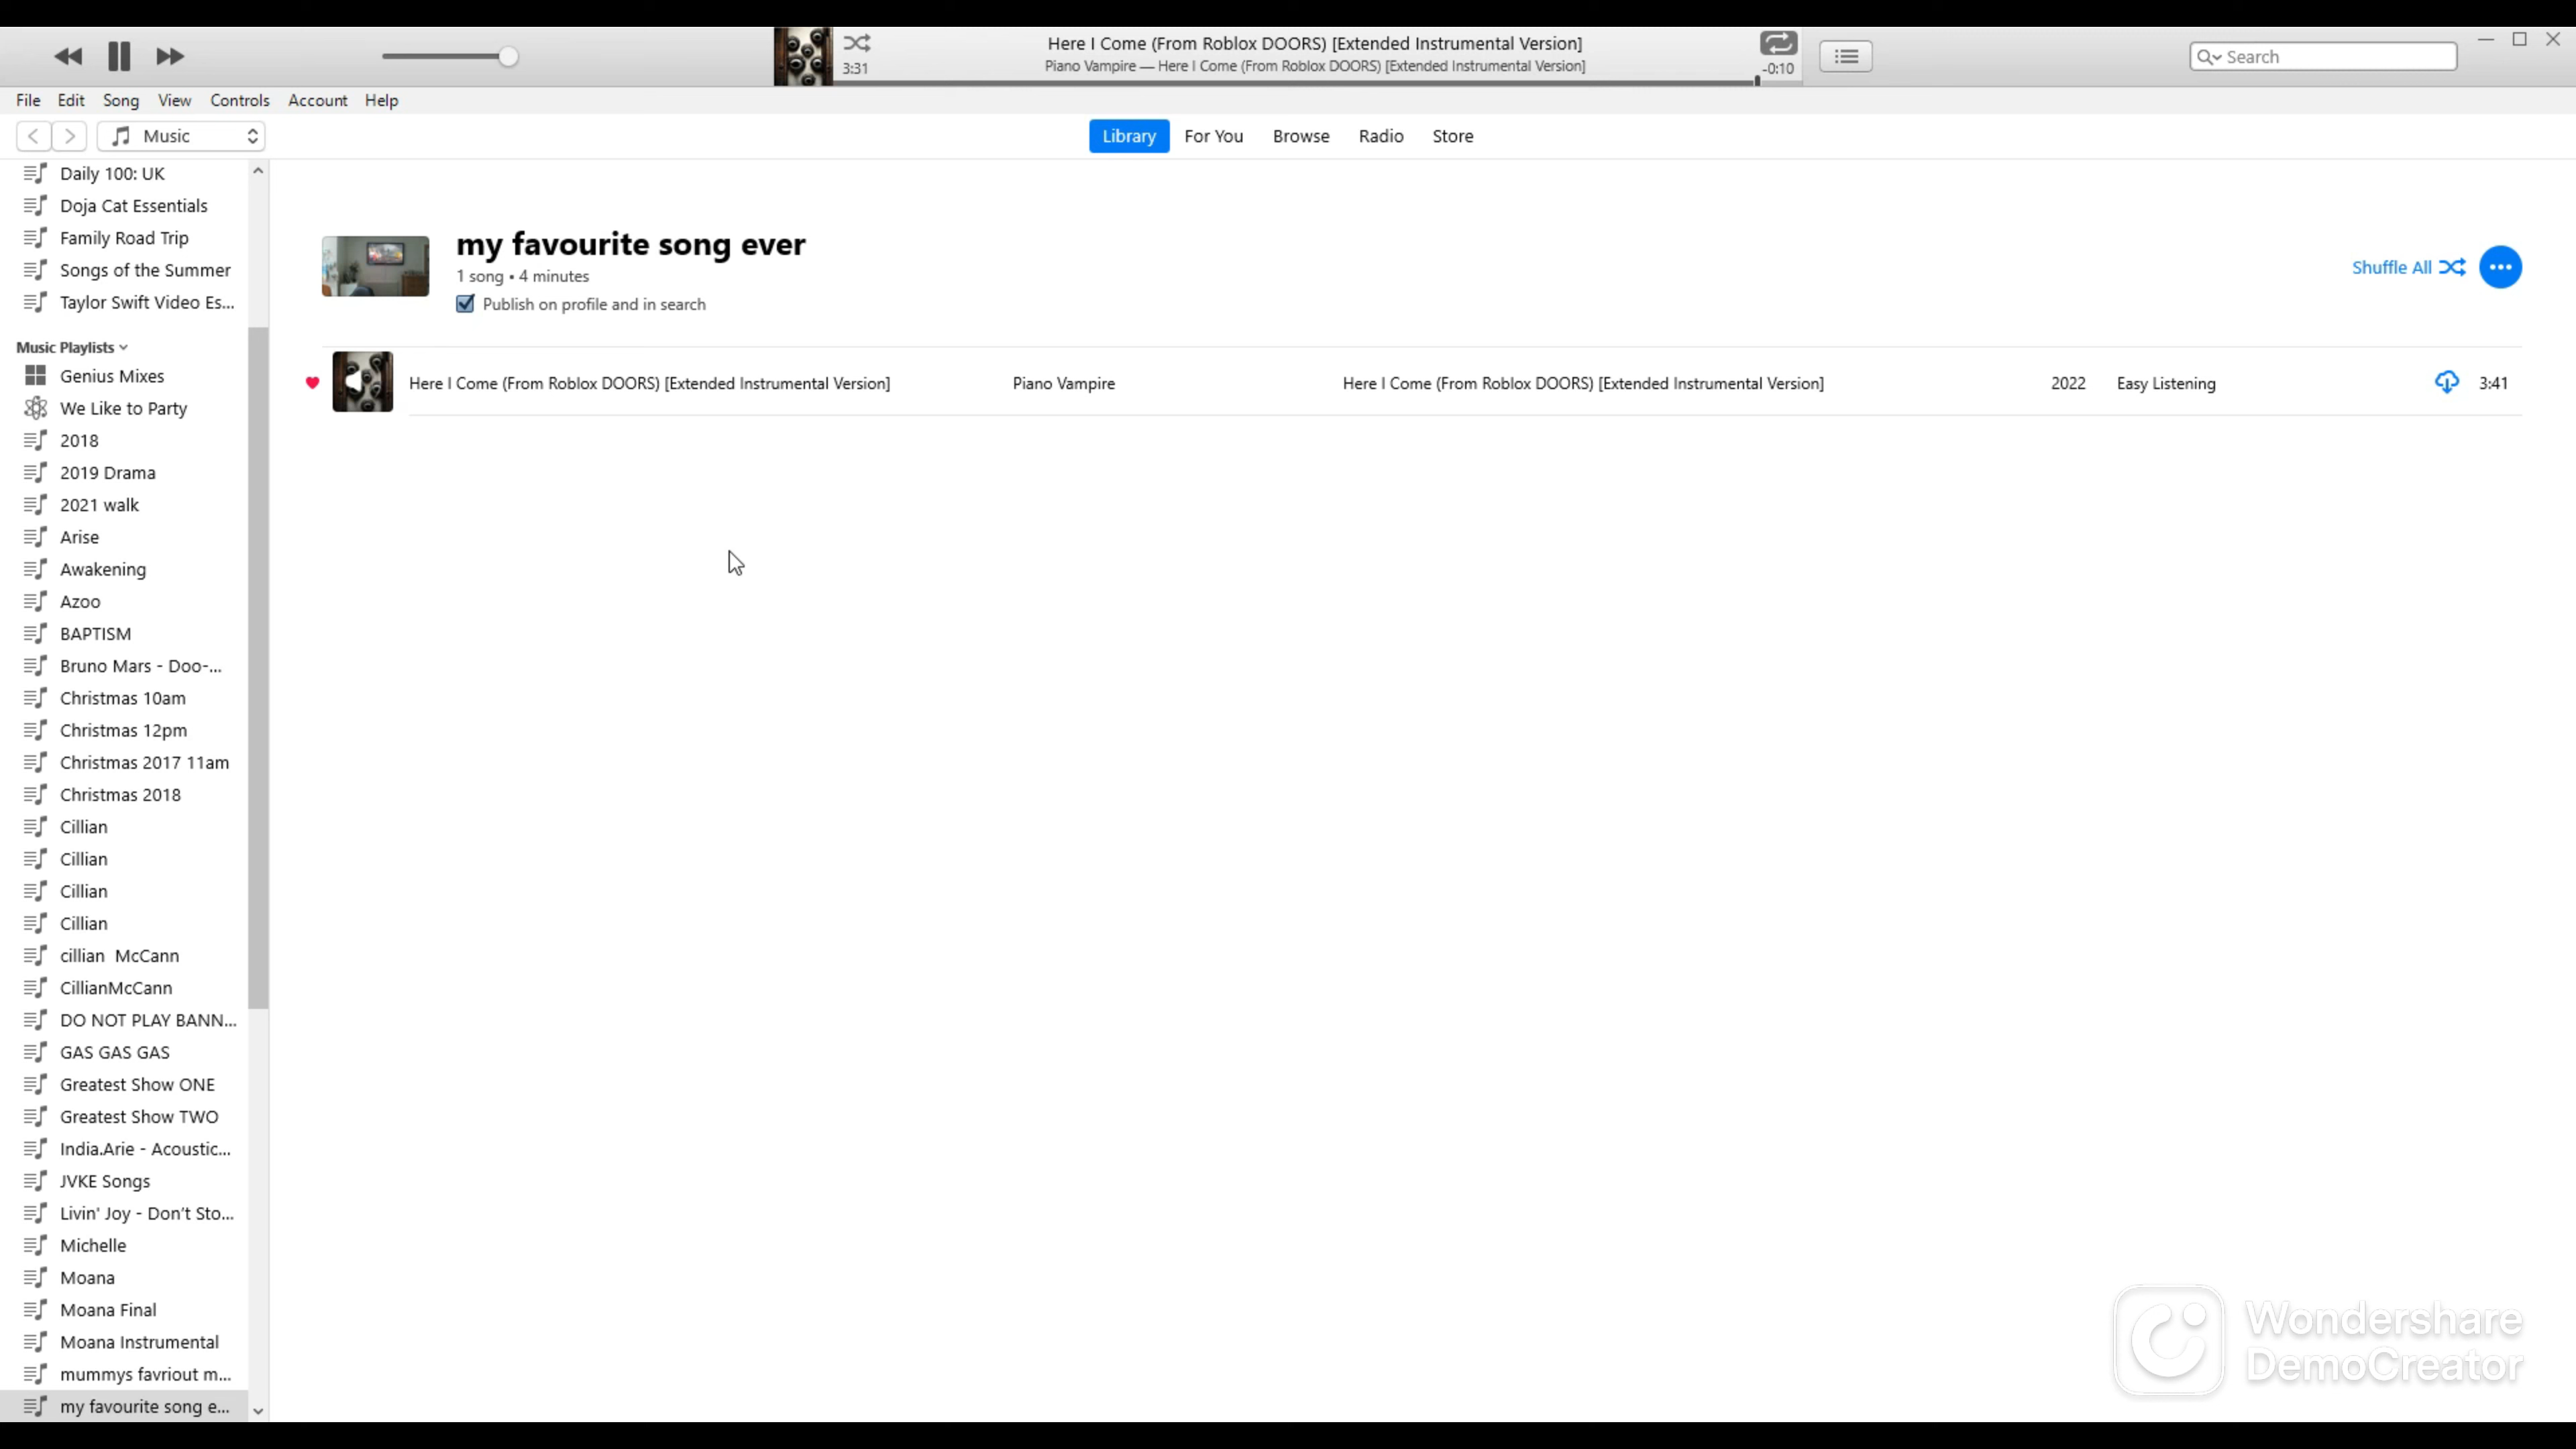 Here I Come (From Roblox DOORS) [Extended Instrumental Version]
3:31
Piano Vampire — Here I Come (From Roblox DOORS) [Extended Instrumental Version]
-0:10
Search
File Edit Song View Controls Account Help
Music
Library For You Browse Radio Store
Daily 100: UK
Doja Cat Essentials
Family Road Trip
Songs of the Summer
Taylor Swift Video Es...
Music Playlists
Genius Mixes
We Like to Party
2018
2019 Drama
2021 walk
Arise
Awakening
Azoo
BAPTISM
Bruno Mars - Doo-...
Christmas 10am
Christmas 12pm
Christmas 2017 11am
Christmas 2018
Cillian
Cillian
Cillian
Cillian
cillian McCann
CillianMcCann
DO NOT PLAY BANN...
GAS GAS GAS
Greatest Show ONE
Greatest Show TWO
India.Arie - Acoustic...
JVKE Songs
Livin' Joy - Don't Sto...
Michelle
Moana
Moana Final
Moana Instrumental
mummys favriout m...
my favourite song e...
my favourite song ever
1 song • 4 minutes
Publish on profile and in search
Shuffle All
Here I Come (From Roblox DOORS) [Extended Instrumental Version] Piano Vampire Here I Come (From Roblox DOORS) [Extended Instrumental Version] 2022 Easy Listening 3:41
Wondershare
DemoCreator